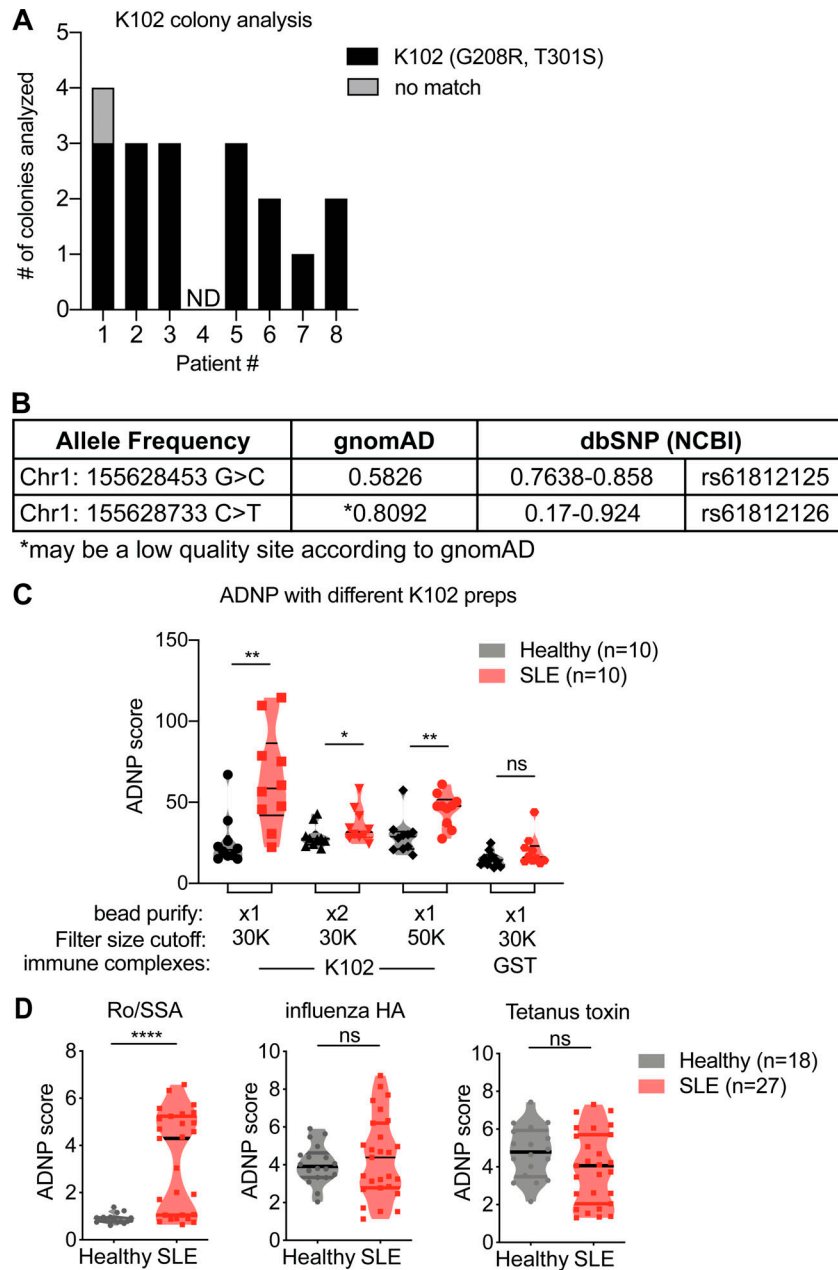 A
K102 colony analysis
K102 (G208R, T301S)
no match
# of colonies analyzed
5
4
3
2
1
0
ND
1 2 3 4 5 6 7 8
Patient #
B
Allele Frequency gnomAD dbSNP (NCBI)
Chr1: 155628453 G>C 0.5826 0.7638-0.858 rs61812125
Chr1: 155628733 C>T *0.8092 0.17-0.924 rs61812126
*may be a low quality site according to gnomAD
C
ADNP with different K102 preps
Healthy (n=10)
SLE (n=10)
ADNP score
150
100
50
0
** * ** ns
bead purify: x1 x2 x1 x1
Filter size cutoff: 30K 30K 50K 30K
immune complexes: K102 GST
D
Ro/SSA
****
ADNP score
8
6
4
2
0
Healthy SLE
influenza HA
ns
ADNP score
10
8
6
4
2
0
Healthy SLE
Tetanus toxin
ns
ADNP score
10
8
6
4
2
0
Healthy SLE
Healthy (n=18)
SLE (n=27)